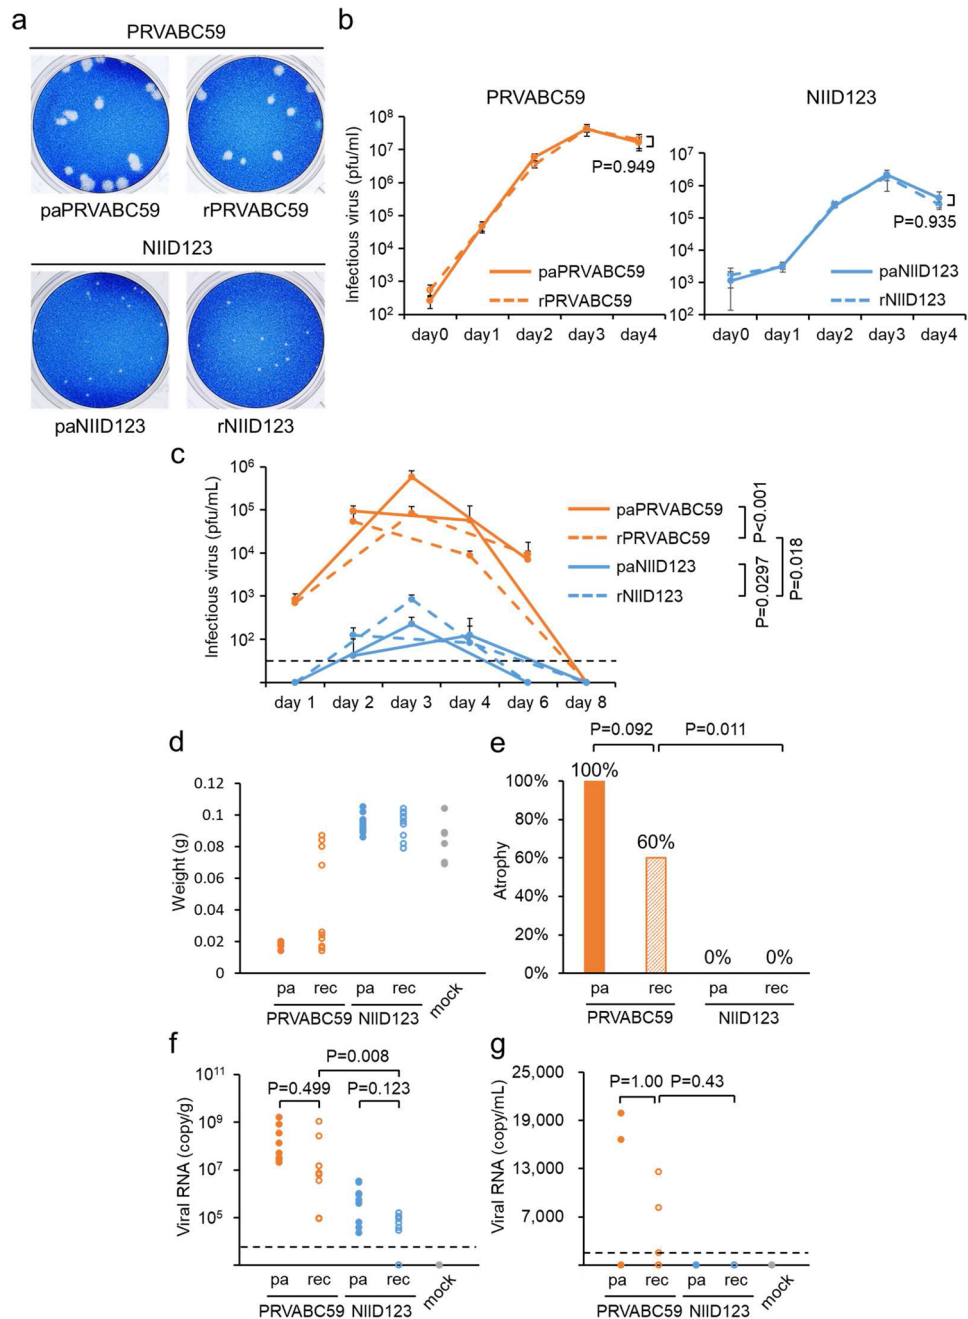 a
PRVABC59
paPRVABC59 rPRVABC59
NIID123
paNIID123 rNIID123
b
PRVABC59
Infectious virus (pfu/ml)
10⁸
10⁷
10⁶
10⁵
10⁴
10³
10²
P=0.949
paPRVABC59
rPRVABC59
day0 day1 day2 day3 day4
NIID123
10⁷
10⁶
10⁵
10⁴
10³
10²
P=0.935
paNIID123
rNIID123
day0 day1 day2 day3 day4
c
Infectious virus (pfu/mL)
10⁶
10⁵
10⁴
10³
10²
day 1 day 2 day 3 day 4 day 6 day 8
paPRVABC59
rPRVABC59
paNIID123
rNIID123
P<0.001
P=0.0297
P=0.018
d
Weight (g)
0.12
0.1
0.08
0.06
0.04
0.02
0
pa rec pa rec mock
PRVABC59 NIID123
e
P=0.092 P=0.011
Atrophy
100%
80%
60%
40%
20%
0%
100%
60%
0% 0%
pa rec pa rec
PRVABC59 NIID123
f
P=0.008
P=0.499 P=0.123
Viral RNA (copy/g)
10¹¹
10⁹
10⁷
10⁵
pa rec pa rec mock
PRVABC59 NIID123
g
P=1.00 P=0.43
Viral RNA (copy/mL)
25,000
19,000
13,000
7,000
pa rec pa rec mock
PRVABC59 NIID123